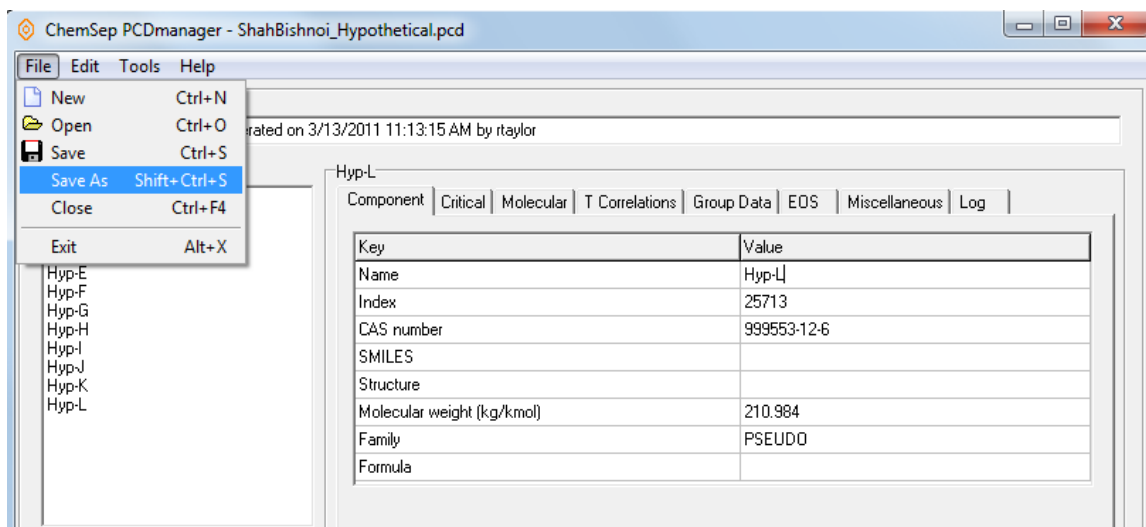 ChemSep PCDmanager - ShahBishnoi_Hypothetical.pcd
File Edit Tools Help
New Ctrl+N
Open Ctrl+O
Save Ctrl+S
Save As Shift+Ctrl+S
Close Ctrl+F4
Exit Alt+X
on 3/13/2011 11:13:15 AM by rtaylor
Hyp-E
Hyp-F
Hyp-G
Hyp-H
Hyp-I
Hyp-J
Hyp-K
Hyp-L
Hyp-L
Component Critical Molecular T Correlations Group Data EOS Miscellaneous Log
Key Value
Name Hyp-L
Index 25713
CAS number 999553-12-6
SMILES
Structure
Molecular weight (kg/kmol) 210.984
Family PSEUDO
Formula